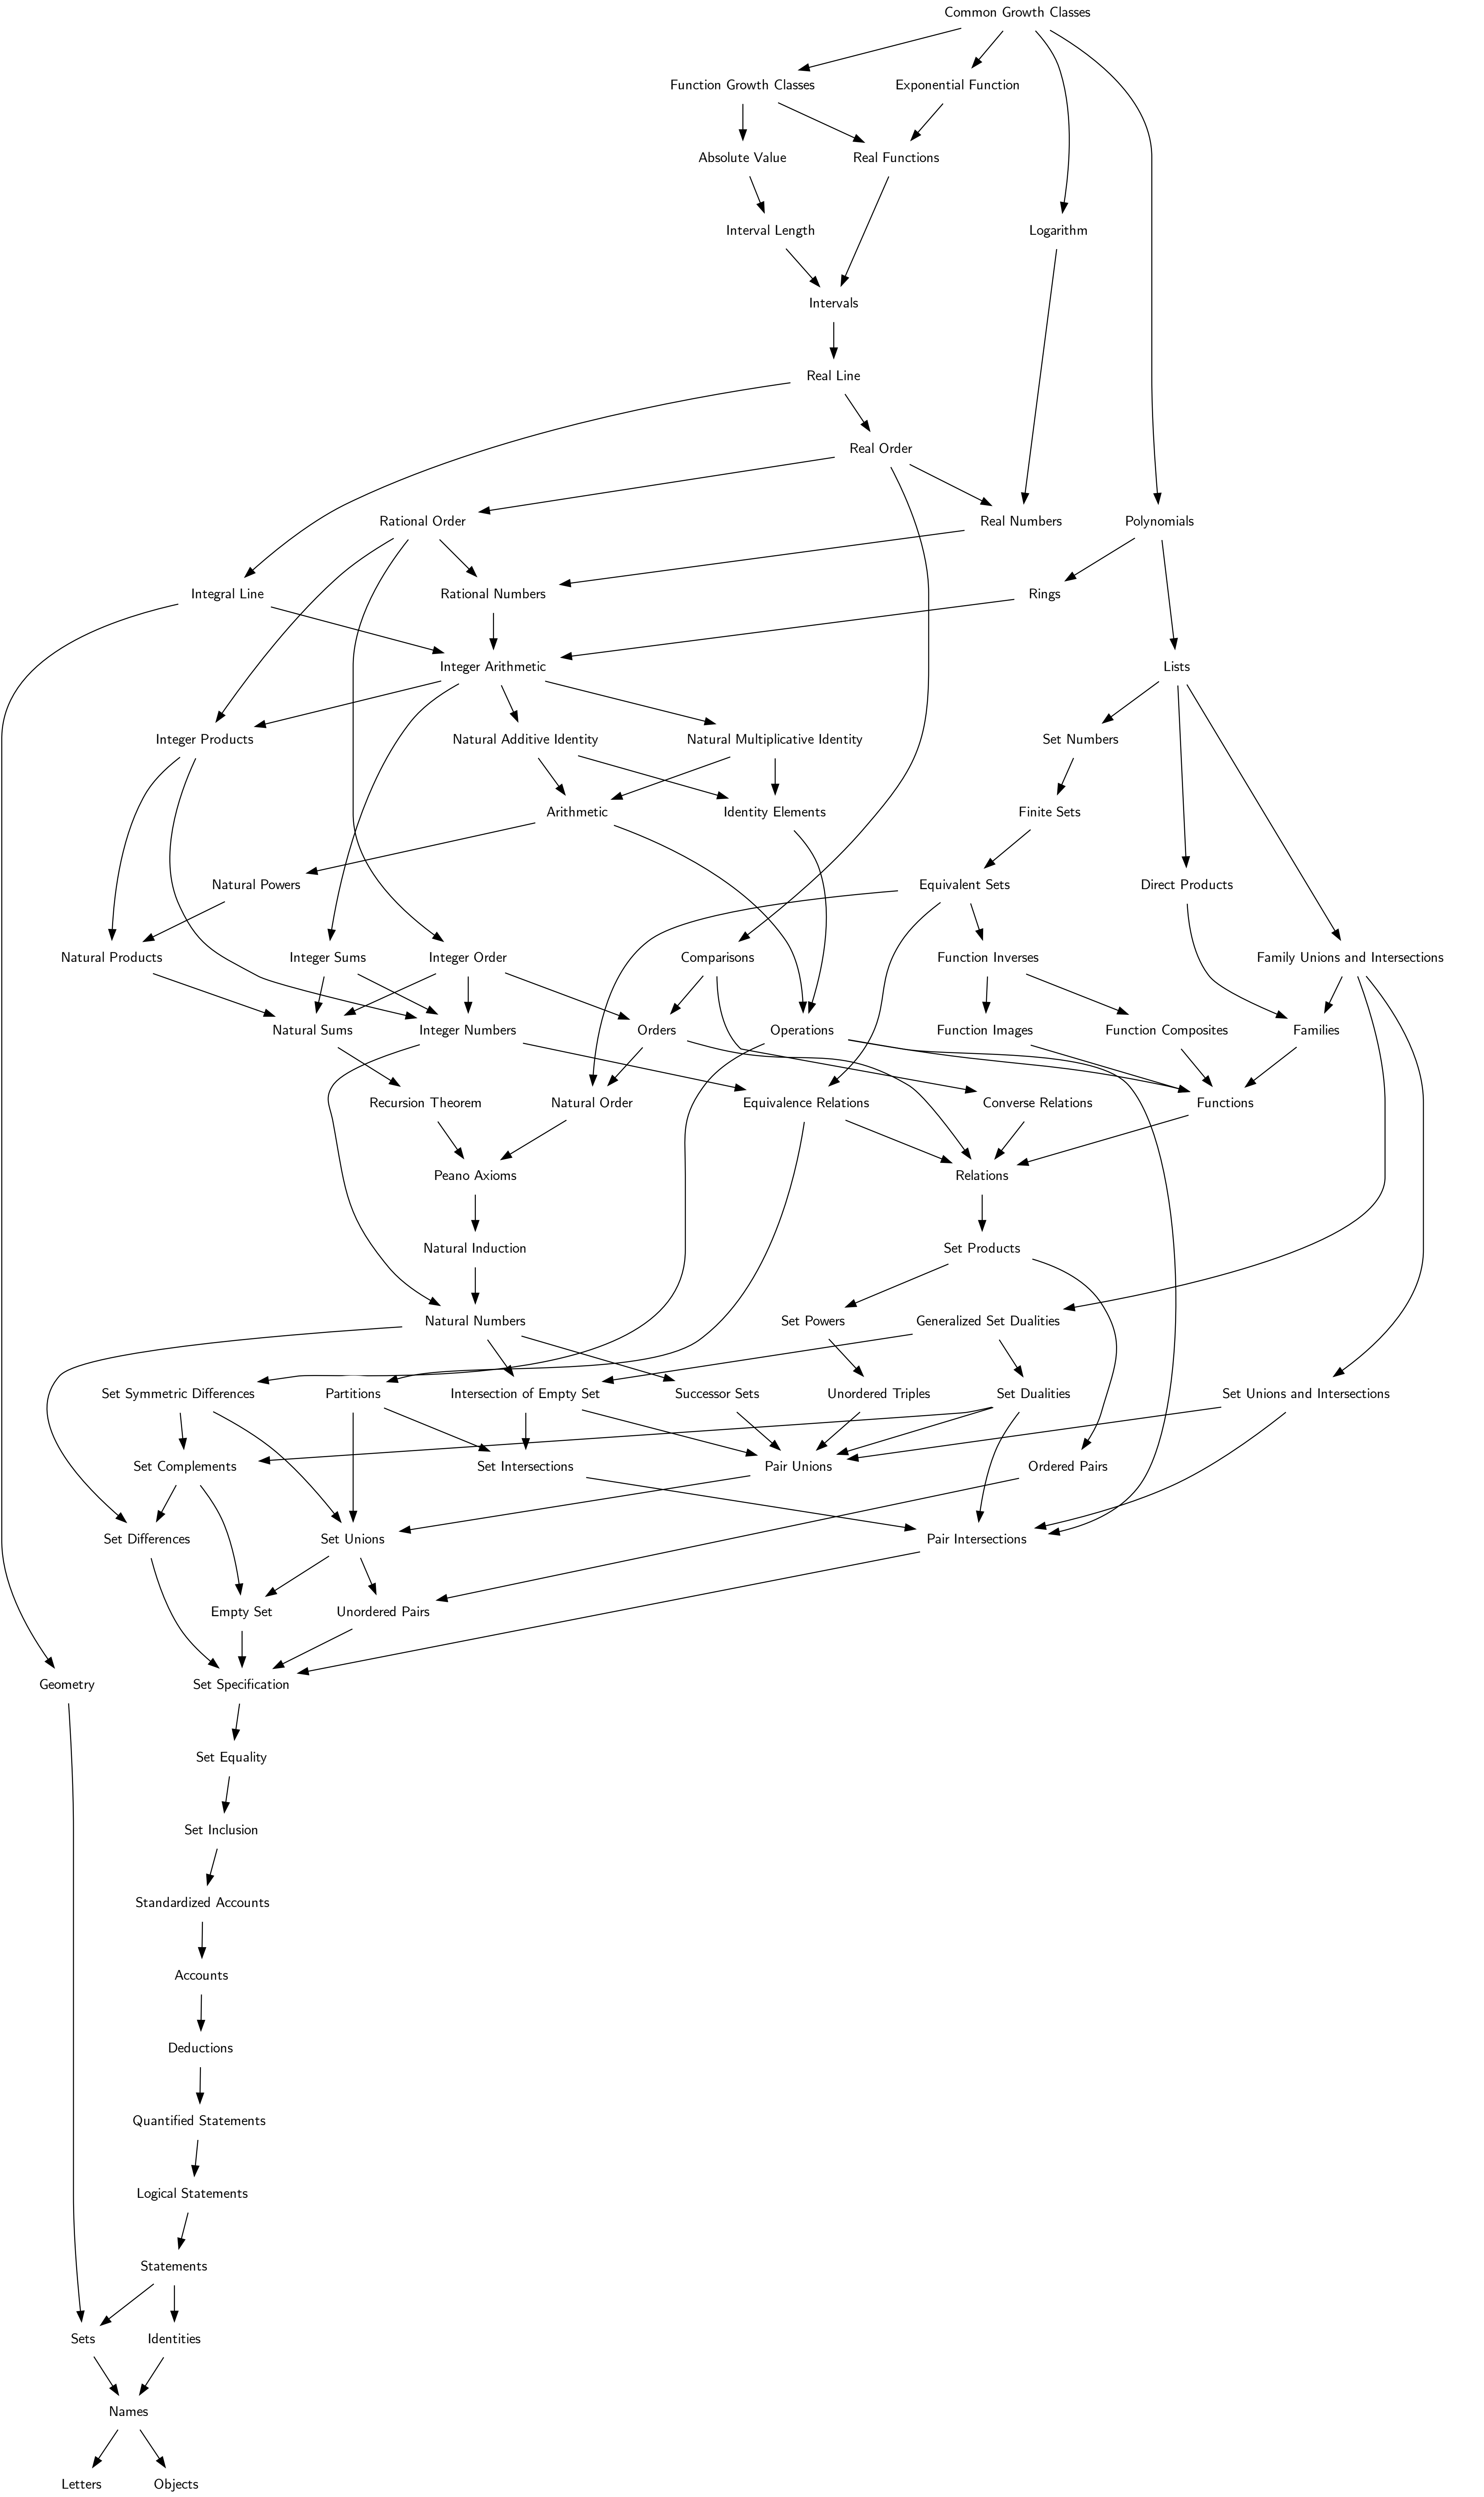 Common Growth Classes
Function Growth Classes
Exponential Function
Absolute Value
Real Functions
Interval Length
Logarithm
Intervals
Real Line
Real Order
Rational Order
Real Numbers
Polynomials
Integral Line
Rational Numbers
Rings
Integer Arithmetic
Lists
Integer Products
Natural Additive Identity
Natural Multiplicative Identity
Set Numbers
Arithmetic
Identity Elements
Finite Sets
Natural Powers
Equivalent Sets
Direct Products
Natural Products
Integer Sums
Integer Order
Comparisons
Function Inverses
Family Unions and Intersections
Natural Sums
Integer Numbers
Orders
Operations
Function Images
Function Composites
Families
Recursion Theorem
Natural Order
Equivalence Relations
Converse Relations
Functions
Peano Axioms
Relations
Natural Induction
Set Products
Natural Numbers
Set Powers
Generalized Set Dualities
Set Symmetric Differences
Partitions
Intersection of Empty Set
Successor Sets
Unordered Triples
Set Dualities
Set Unions and Intersections
Set Complements
Set Intersections
Pair Unions
Ordered Pairs
Set Differences
Set Unions
Pair Intersections
Empty Set
Unordered Pairs
Geometry
Set Specification
Set Equality
Set Inclusion
Standardized Accounts
Accounts
Deductions
Quantified Statements
Logical Statements
Statements
Sets
Identities
Names
Letters
Objects